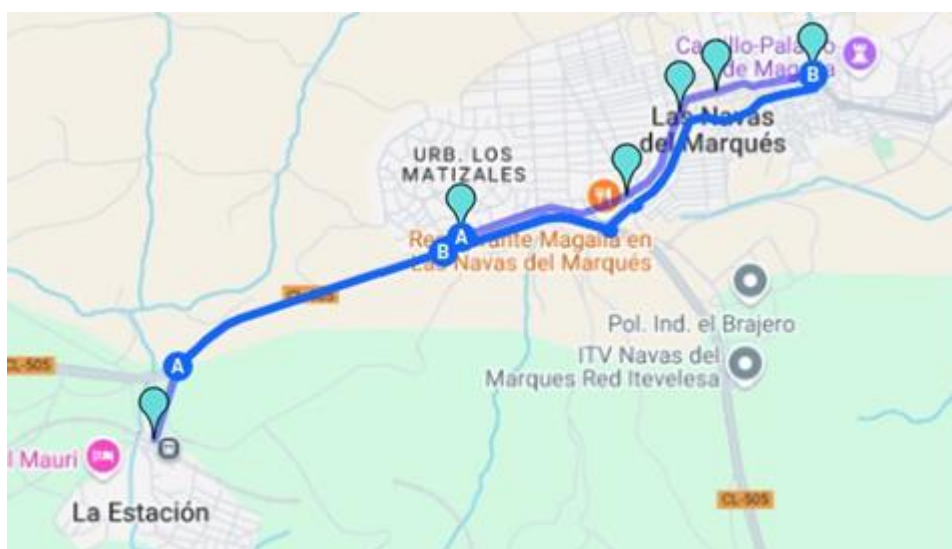 Castillo-Palacio
de Magalia
B
Las Navas
del Marqués
URB. LOS
MATIZALES
A
B
Restaurante Magalia en
Las Navas del Marqués
CL-505
Pol. Ind. el Brajero
ITV Navas del
Marques Red Itevelesa
A
CL-505
l Mauri
La Estación
CL-505